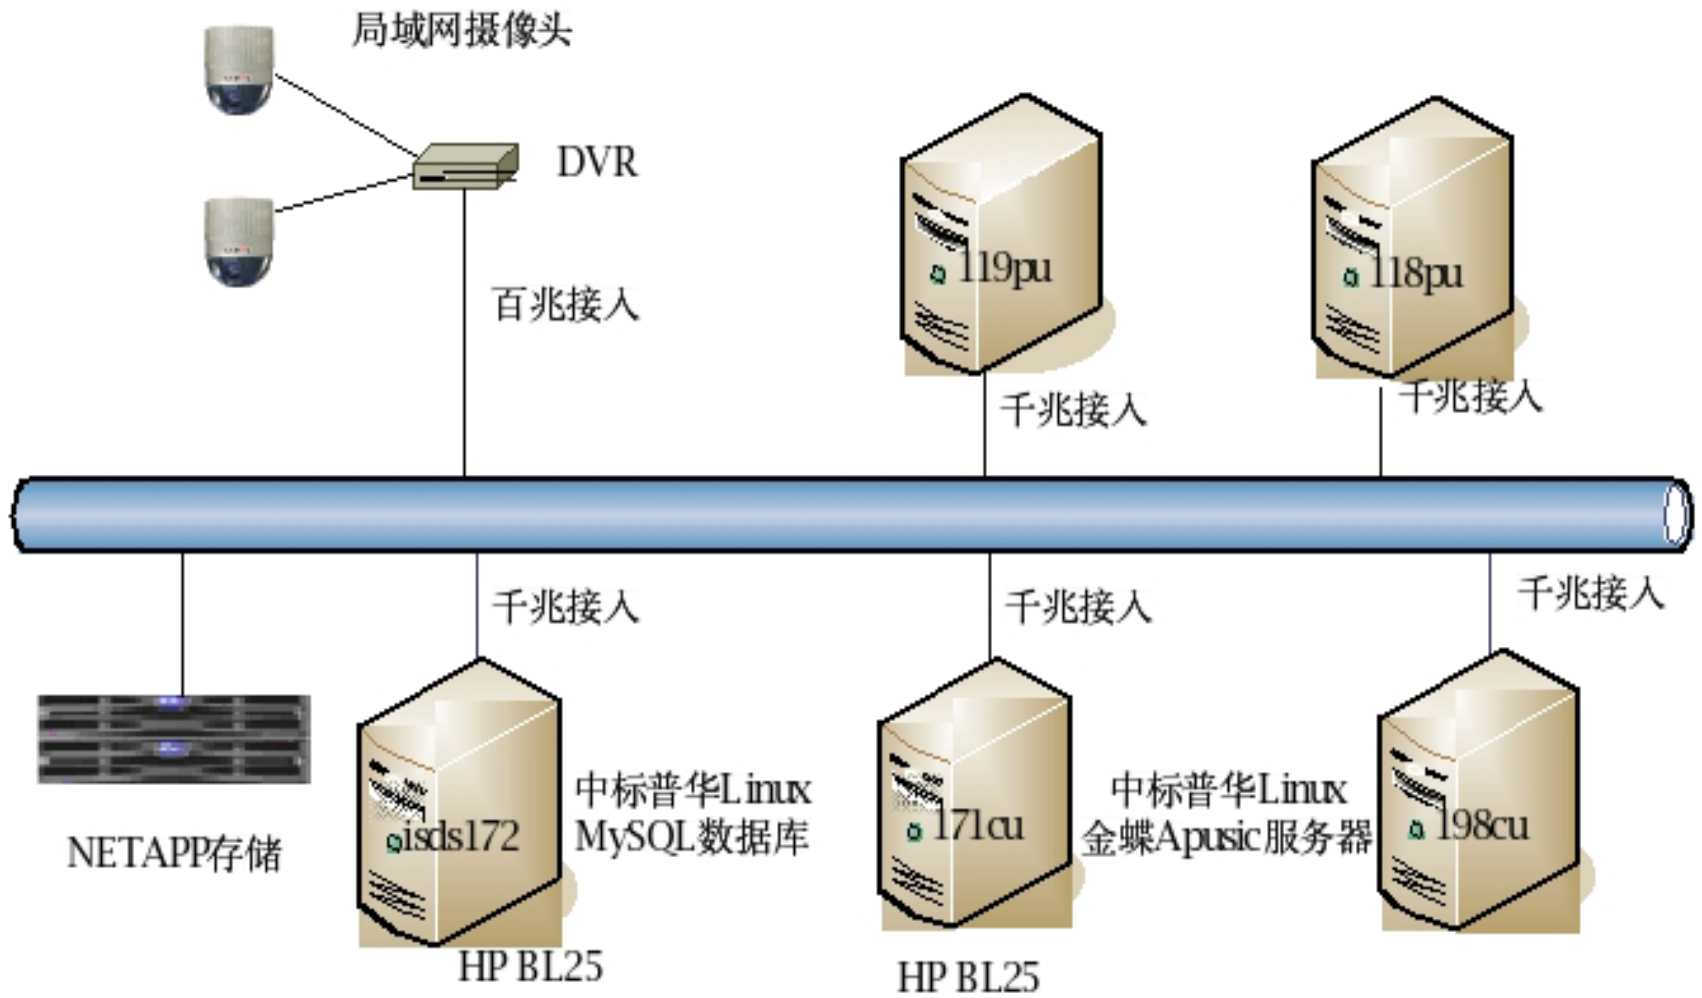 局域网摄像头
DVR
119pu
118pu
百兆接入
千兆接入
千兆接入
千兆接入
千兆接入
千兆接入
NETAPP存储
isds172
中标普华Linux
MySQL数据库
171cu
中标普华Linux
金蝶Apusic服务器
198cu
HP BL25
HP BL25